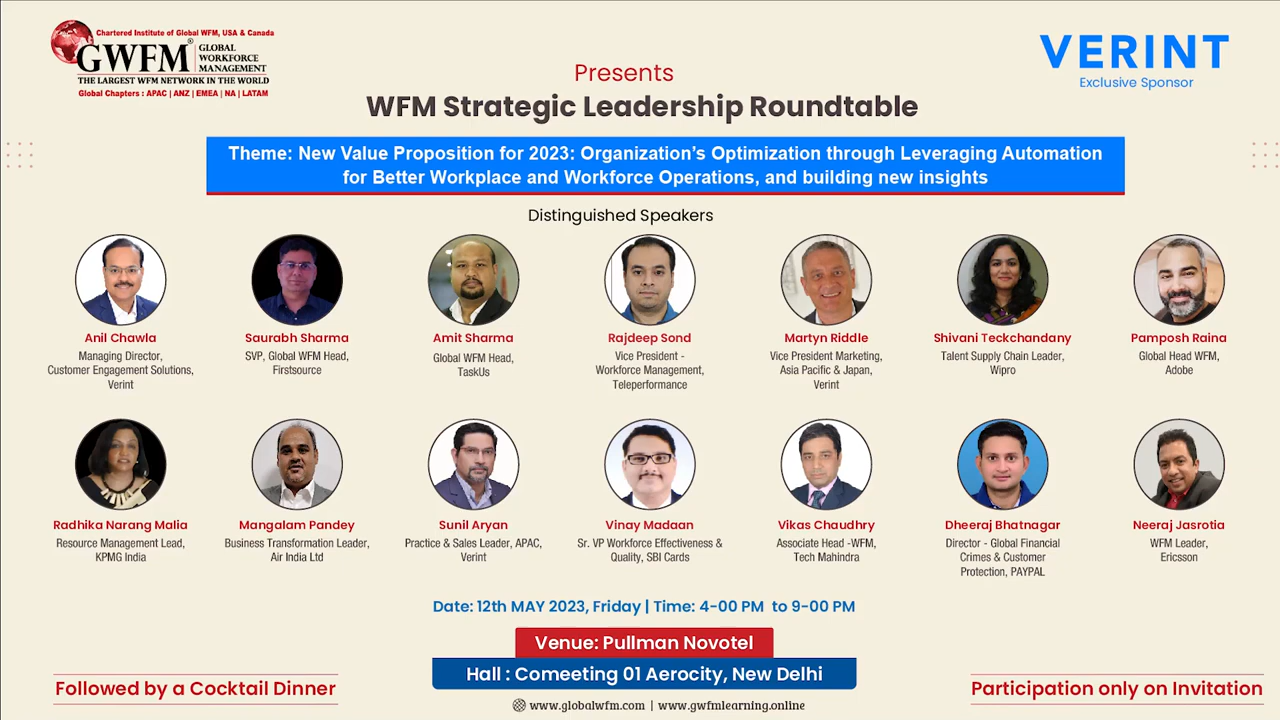 Chartered Institute of Global WFM, USA & Canada
GWFM®
GLOBAL
WORKFORCE
MANAGEMENT
THE LARGEST WFM NETWORK IN THE WORLD
Global Chapters : APAC | ANZ | EMEA | NA | LATAM
VERINT
Exclusive Sponsor
Presents
WFM Strategic Leadership Roundtable
Theme: New Value Proposition for 2023: Organization's Optimization through Leveraging Automation
for Better Workplace and Workforce Operations, and building new insights
Distinguished Speakers
Anil Chawla
Managing Director,
Customer Engagement Solutions,
Verint
Saurabh Sharma
SVP, Global WFM Head,
Firstsource
Amit Sharma
Global WFM Head,
TaskUs
Rajdeep Sond
Vice President -
Workforce Management,
Teleperformance
Martyn Riddle
Vice President Marketing,
Asia Pacific & Japan,
Verint
Shivani Teckchandany
Talent Supply Chain Leader,
Wipro
Pamposh Raina
Global Head WFM,
Adobe
Radhika Narang Malia
Resource Management Lead,
KPMG India
Mangalam Pandey
Business Transformation Leader,
Air India Ltd
Sunil Aryan
Practice & Sales Leader, APAC,
Verint
Vinay Madaan
Sr. VP Workforce Effectiveness &
Quality, SBI Cards
Vikas Chaudhry
Associate Head -WFM,
Tech Mahindra
Dheeraj Bhatnagar
Director - Global Financial
Crimes & Customer
Protection, PAYPAL
Neeraj Jasrotia
WFM Leader,
Ericsson
Date: 12th MAY 2023, Friday | Time: 4-00 PM to 9-00 PM
Venue: Pullman Novotel
Hall : Comeeting 01 Aerocity, New Delhi
Followed by a Cocktail Dinner
Participation only on Invitation
www.globalwfm.com | www.gwfmlearning.online